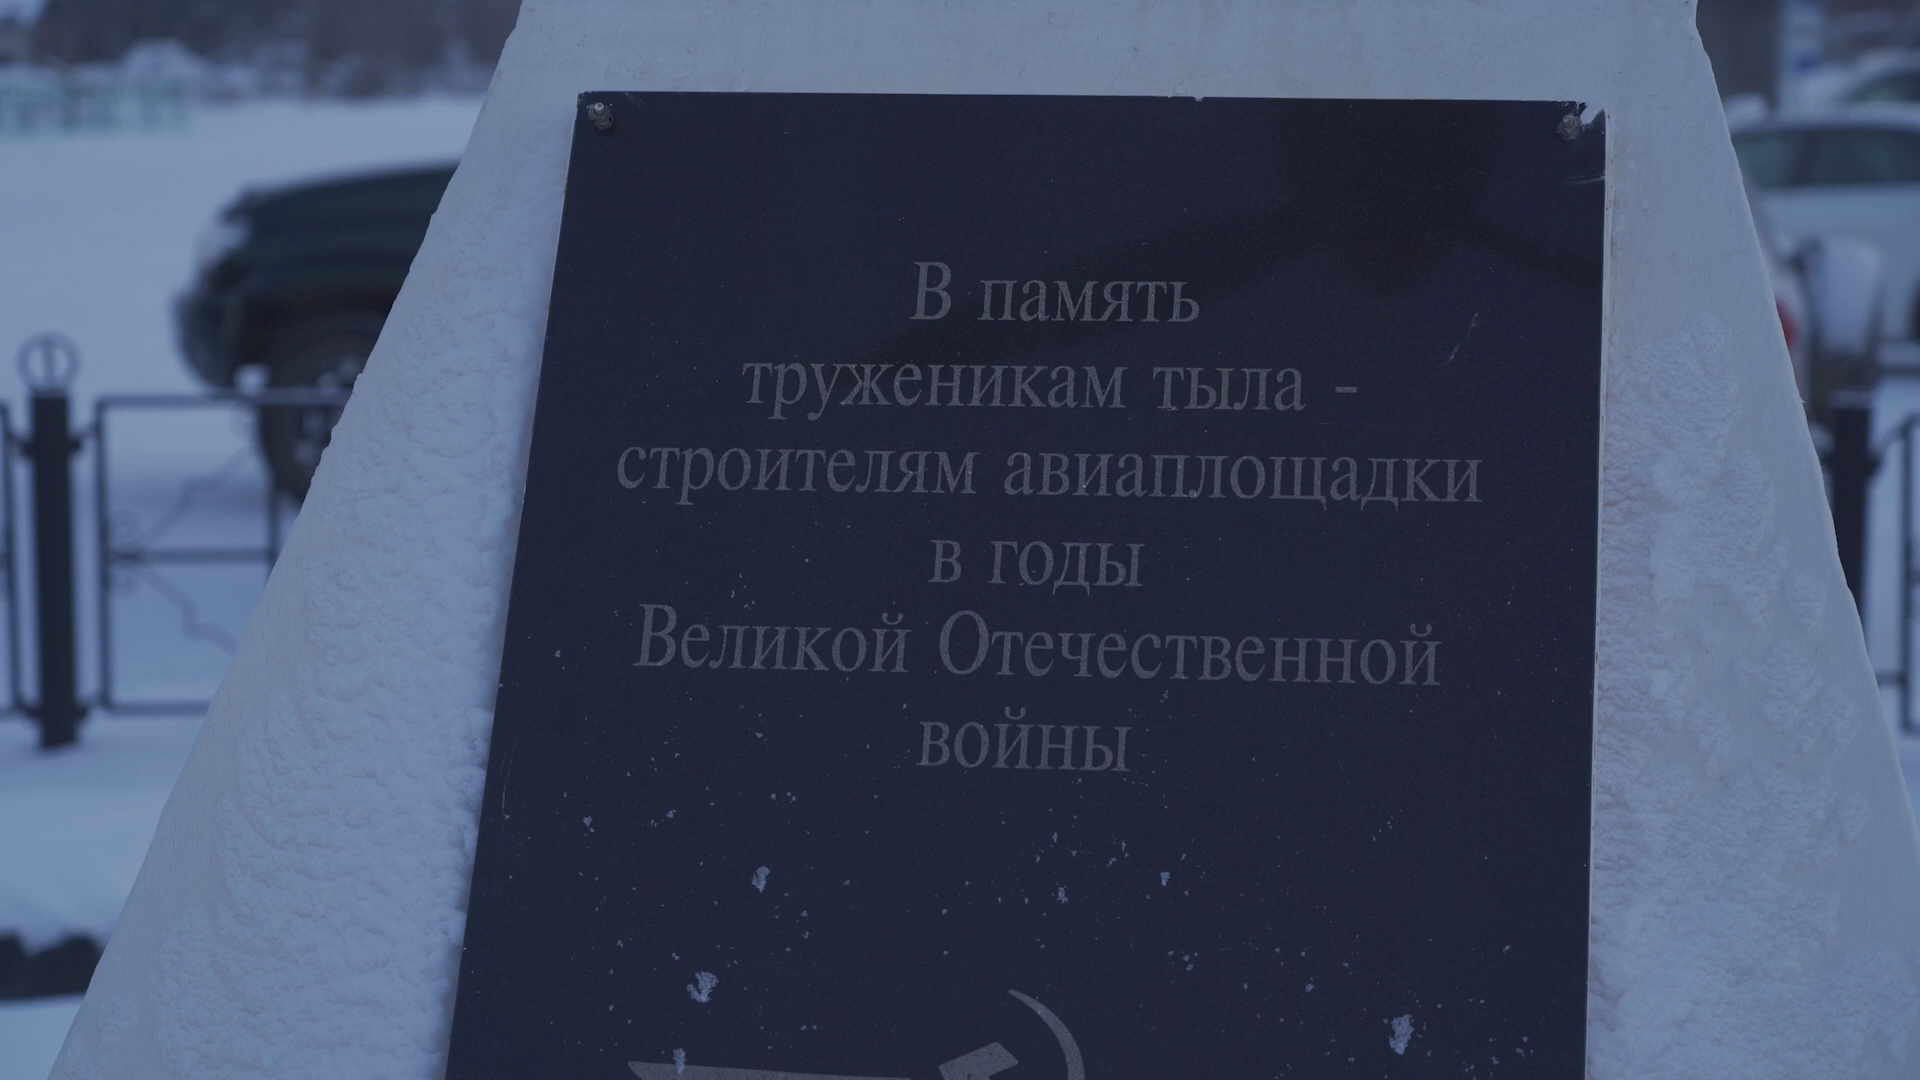 В память
труженикам тыла -
строителям авиаплощадки
в годы
Великой Отечественной
войны